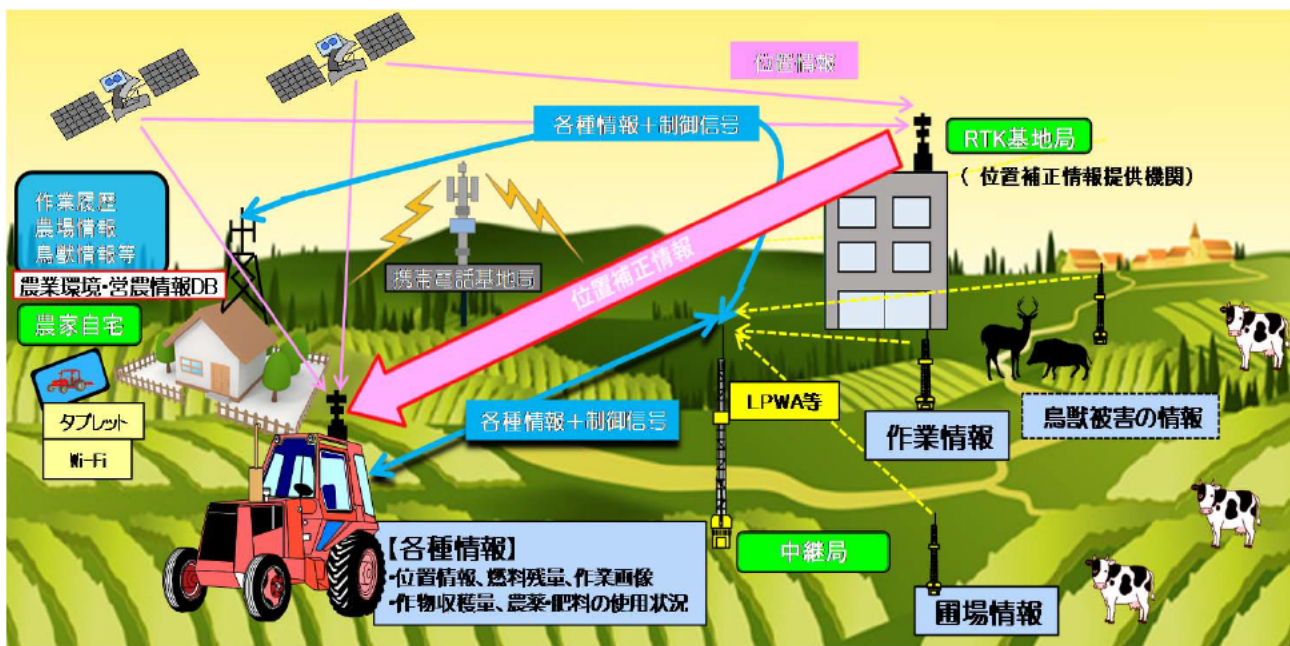 位置情報
各種情報+制御信号
RTK基地局
( 位置補正情報提供機関)
作業履歴
農場情報
鳥獣情報等
農業環境・営農情報DB
携帯電話基地局
位置補正情報
農家自宅
タブレット
Wi-Fi
各種情報+制御信号
LPWA等
作業情報
鳥獣被害の情報
【各種情報】
・位置情報、燃料残量、作業画像
・作物収穫量、農薬・肥料の使用状況
中継局
圃場情報